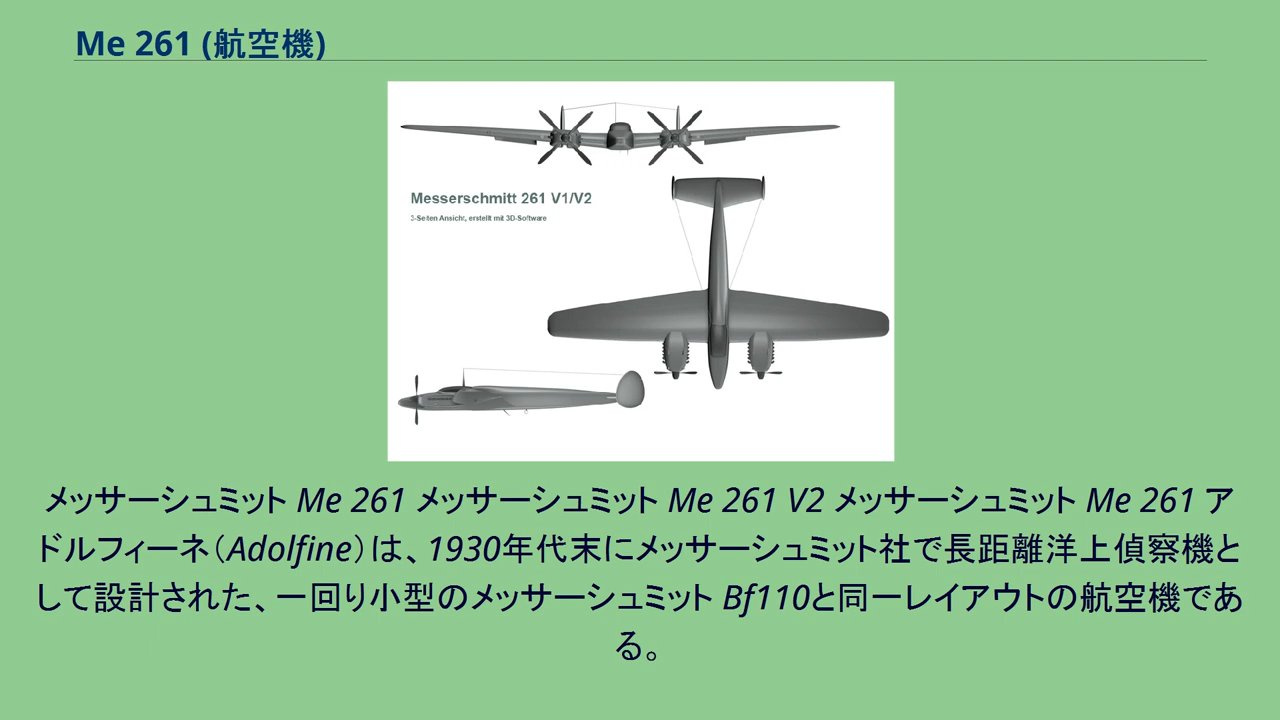 Me 261 (航空機)
Messerschmitt 261 V1/V2
3-Seiten Ansicht, erstellt mit 3D-Software
メッサーシュミット Me 261 メッサーシュミット Me 261 V2 メッサーシュミット Me 261 ア
ドルフィーネ（Adolfine）は、1930年代末にメッサーシュミット社で長距離洋上偵察機と
して設計された、一回り小型のメッサーシュミット Bf110と同一レイアウトの航空機であ
る。